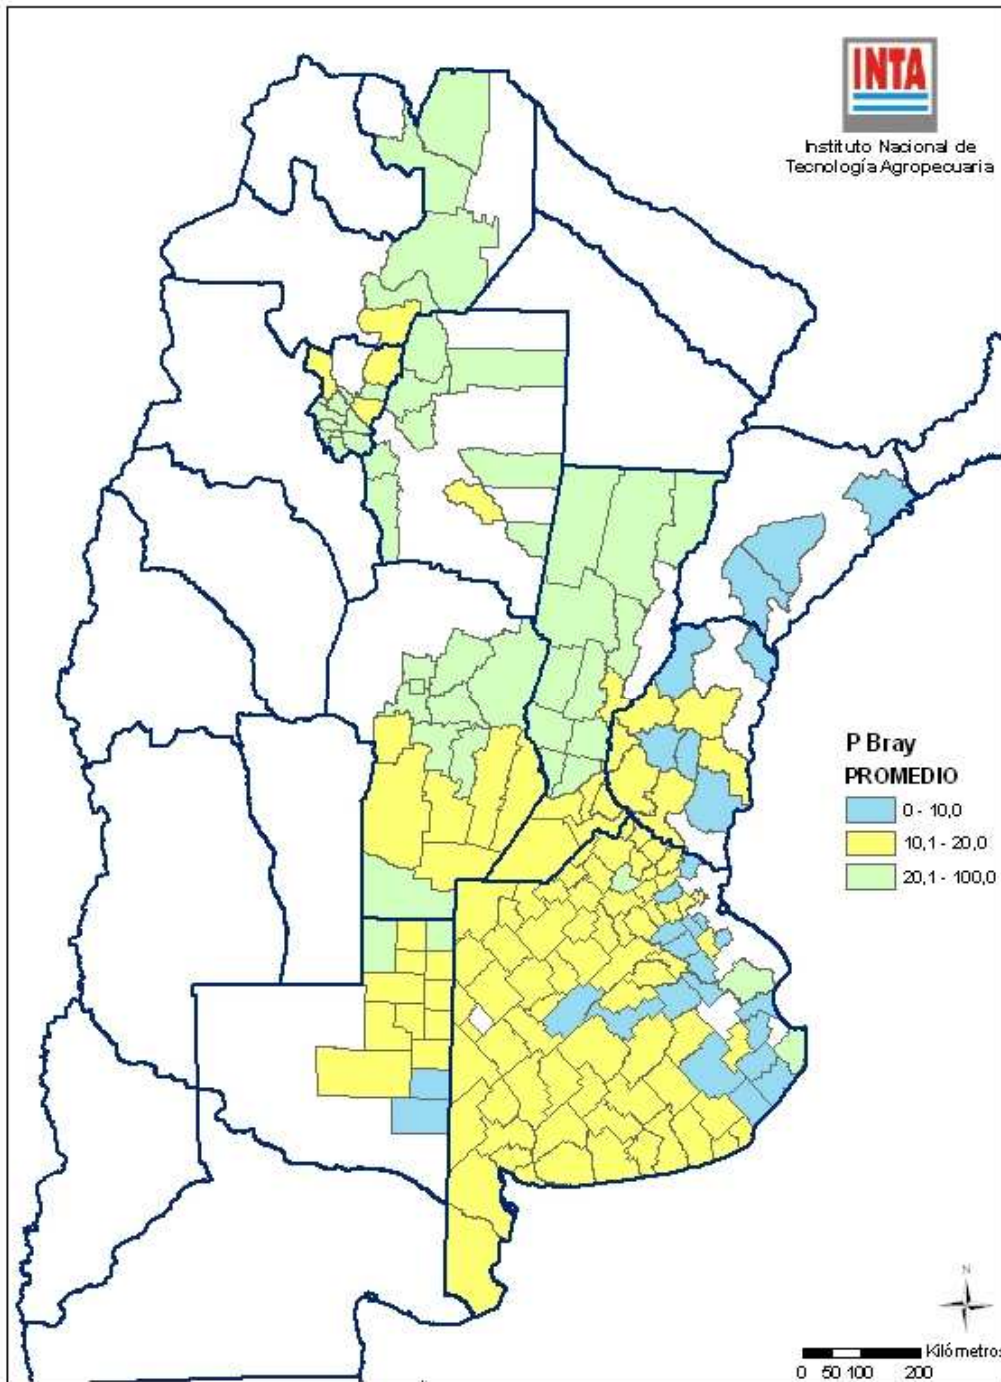 INTA
Instituto Nacional de
Tecnología Agropecuaria
P Bray
PROMEDIO
0 - 10,0
10,1 - 20,0
20,1 - 100,0
N
Kilómetros
0 50 100 200